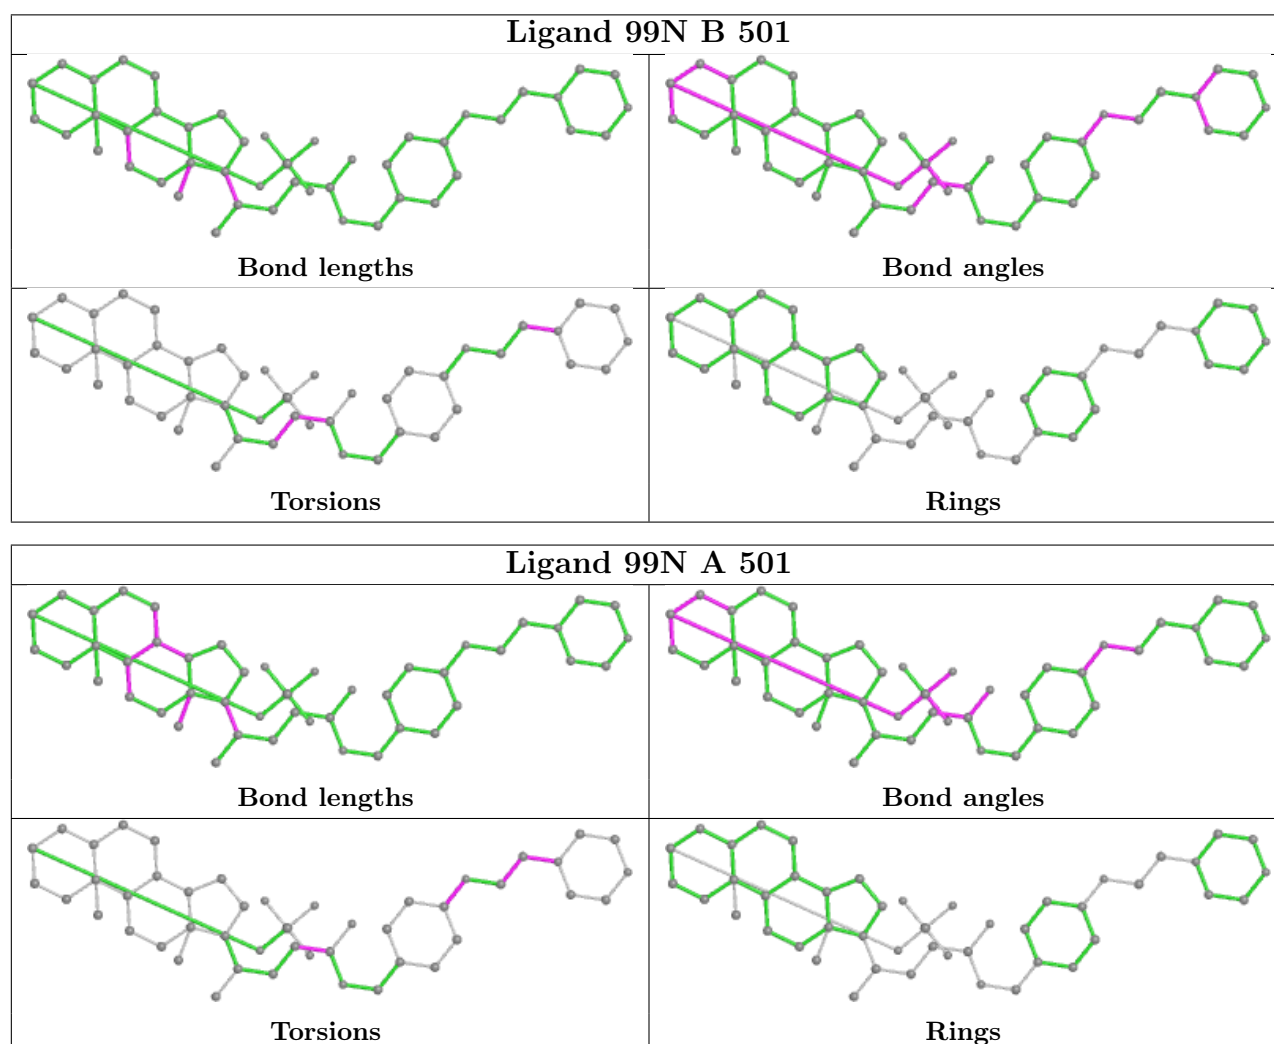 Ligand 99N B 501
Bond lengths
Bond angles
Torsions
Rings
Ligand 99N A 501
Bond lengths
Bond angles
Torsions
Rings